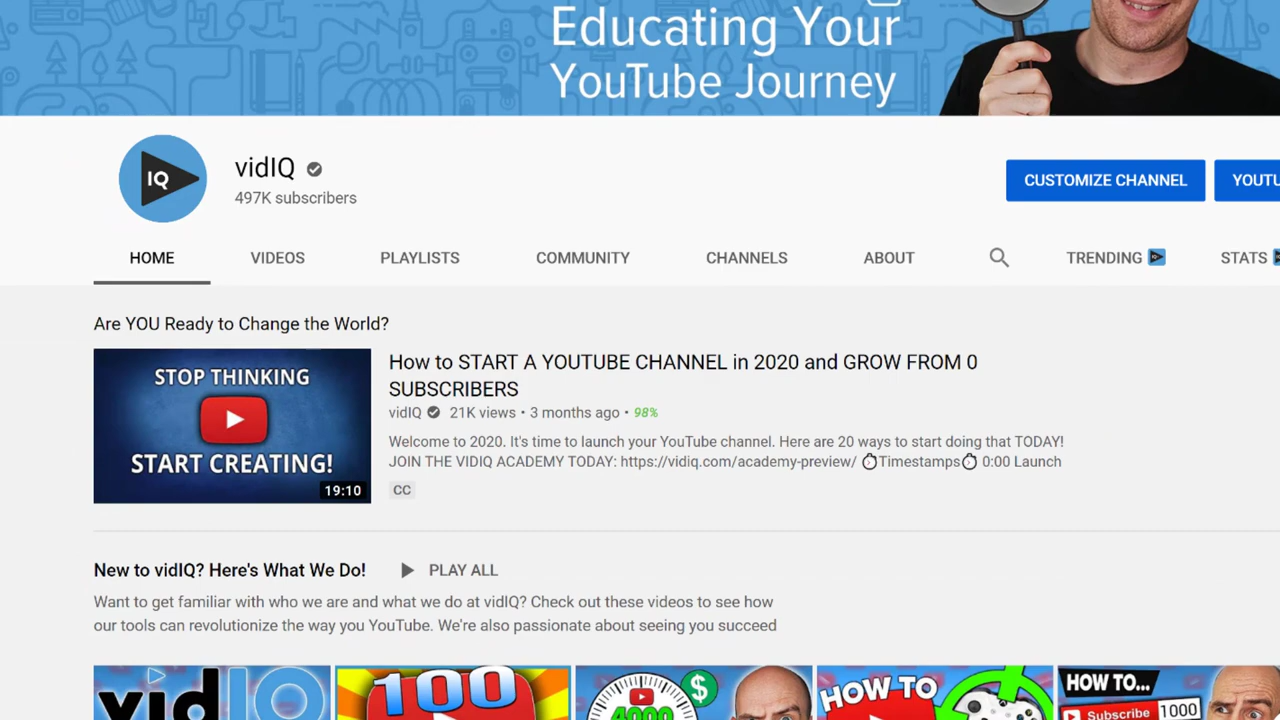 Educating Your
YouTube Journey
IQ
vidIQ
497K subscribers
CUSTOMIZE CHANNEL
YOUTU
HOME
VIDEOS
PLAYLISTS
COMMUNITY
CHANNELS
ABOUT
TRENDING
STATS
Are YOU Ready to Change the World?
STOP THINKING
START CREATING!
19:10
How to START A YOUTUBE CHANNEL in 2020 and GROW FROM 0
SUBSCRIBERS
vidIQ 21K views • 3 months ago • 98%
Welcome to 2020. It's time to launch your YouTube channel. Here are 20 ways to start doing that TODAY!
JOIN THE VIDIQ ACADEMY TODAY: https://vidiq.com/academy-preview/ ⏱Timestamps⏱ 0:00 Launch
CC
New to vidIQ? Here's What We Do!
PLAY ALL
Want to get familiar with who we are and what we do at vidIQ? Check out these videos to see how
our tools can revolutionize the way you YouTube. We're also passionate about seeing you succeed
vidIQ
100
$
4000
HOW TO
HOW TO...
Subscribe 1000